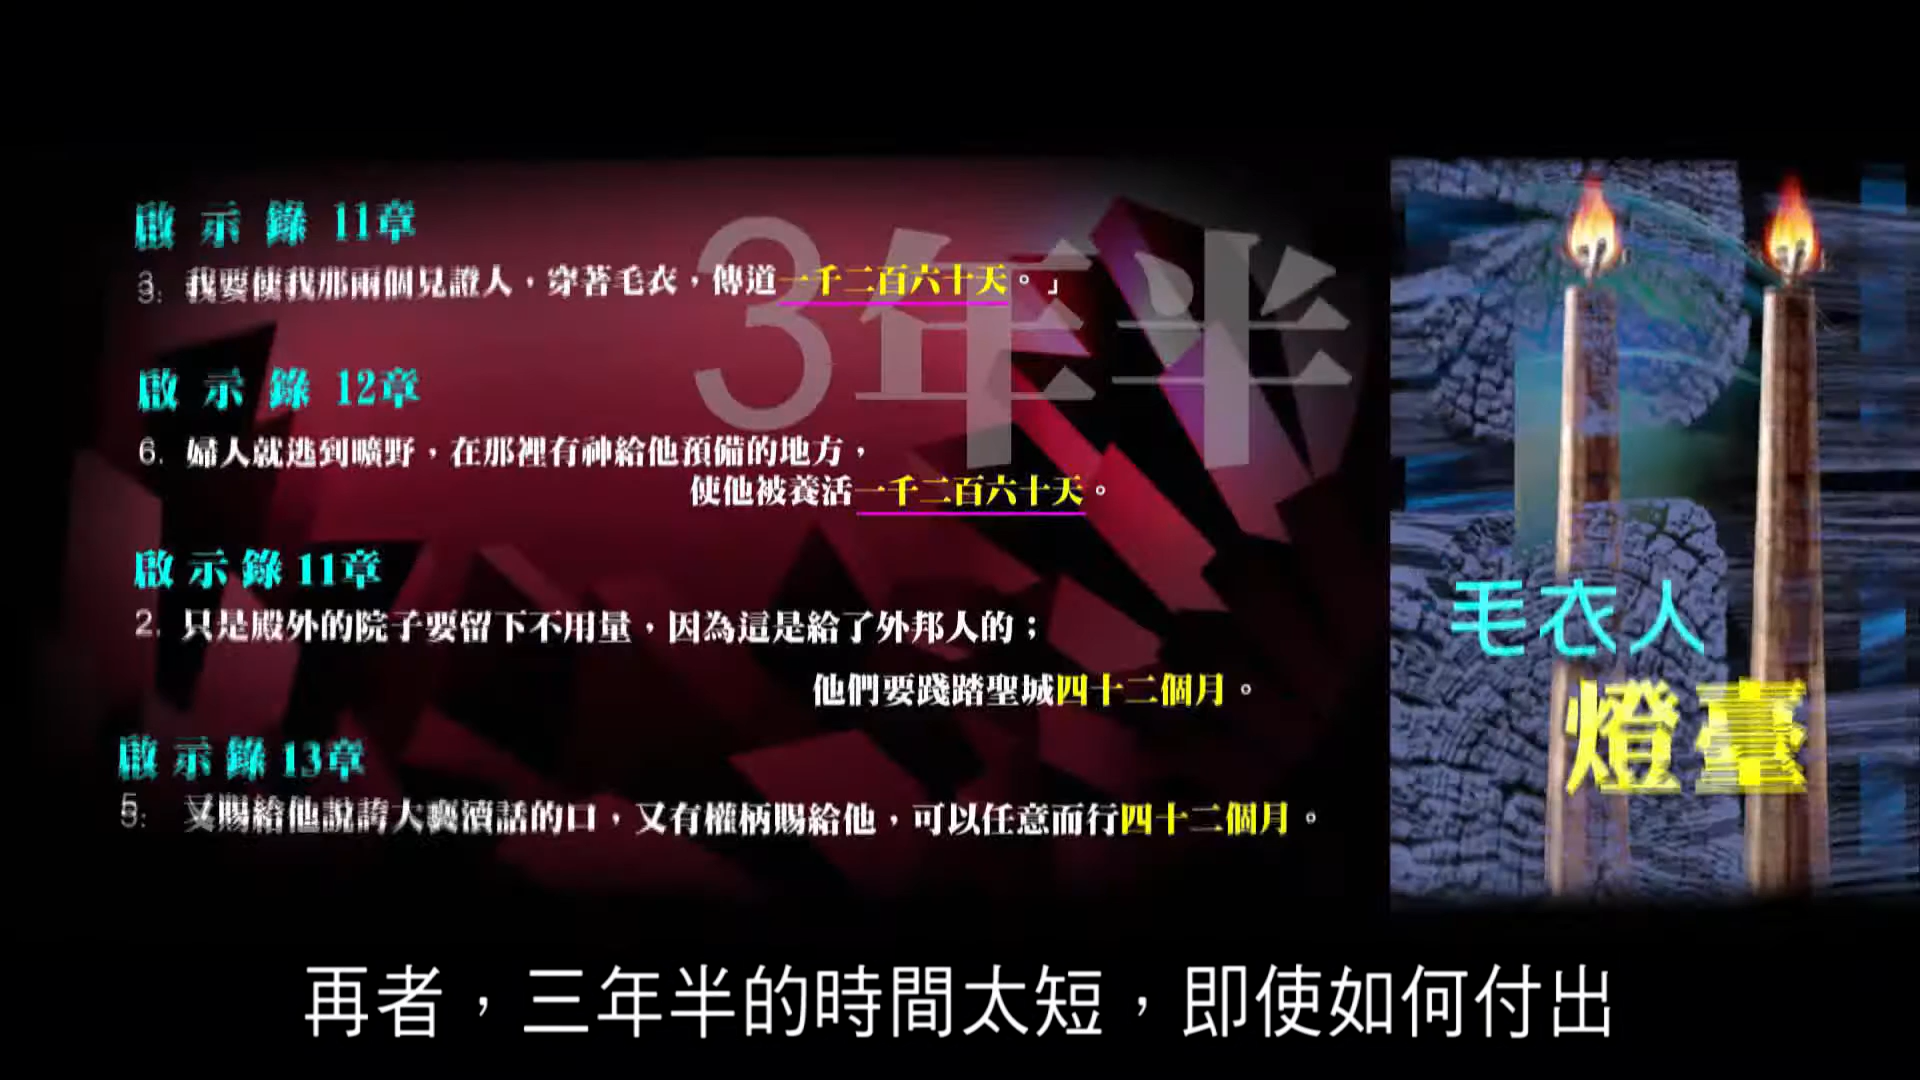 啟示錄 11章
3. 我要使我那兩個見證人，穿著毛衣，傳道一千二百六十天。」
3年半
啟示錄 12章
6. 婦人就逃到曠野，在那裡有神給他預備的地方，
使他被養活一千二百六十天。
啟示錄 11章
2. 只是殿外的院子要留下不用量，因為這是給了外邦人的；
他們要踐踏聖城四十二個月。
啟示錄 13章
5. 又賜給他說誇大褻瀆話的口，又有權柄賜給他，可以任意而行四十二個月。
毛衣人
燈臺
再者，三年半的時間太短，即使如何付出